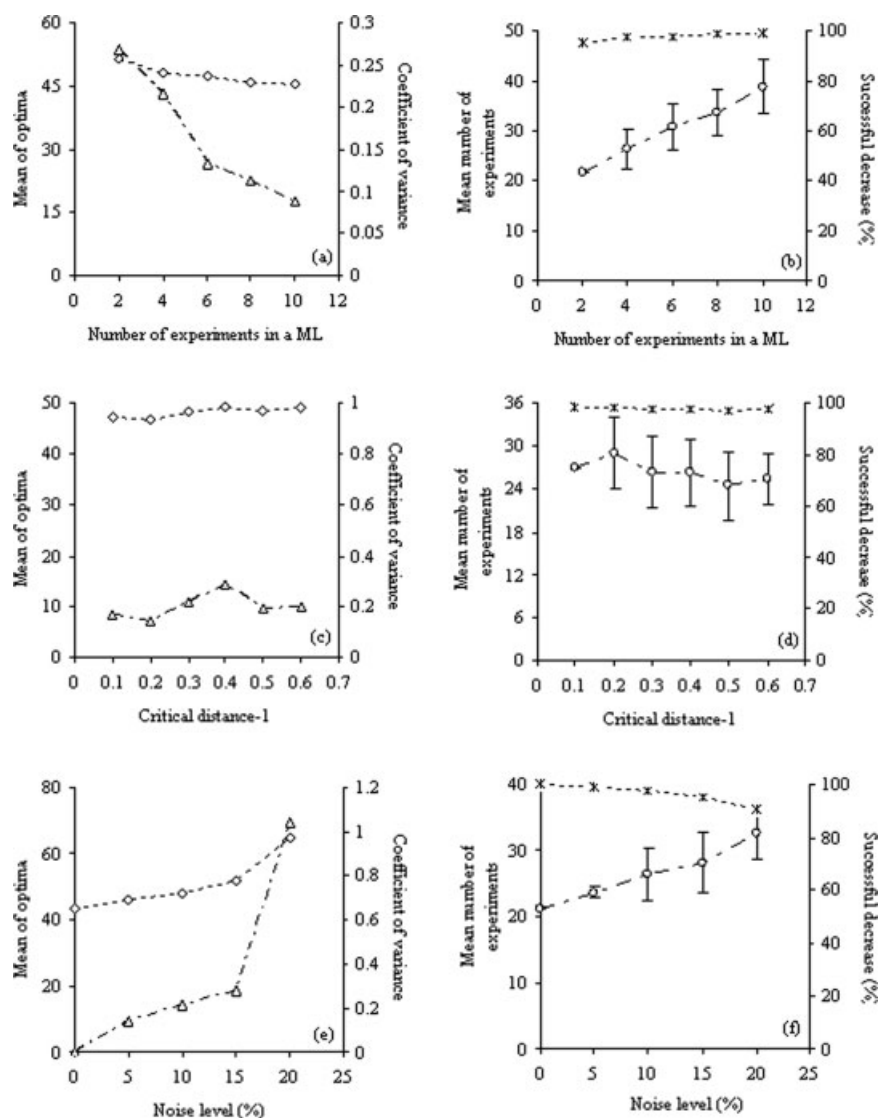 60
45
30
15
0
Mean of optima
0.3
0.25
0.2
0.15
0.1
0.05
0
Coefficient of variance
(a)
0 2 4 6 8 10 12
Number of experiments in a ML
50
40
30
20
10
0
Mean number of
experiments
100
80
60
40
20
0
Successful decrease (%)
(b)
0 2 4 6 8 10 12
Number of experiments in a ML
50
40
30
20
10
0
Mean of optima
1
0.8
0.6
0.4
0.2
0
Coefficient of variance
(c)
0 0.1 0.2 0.3 0.4 0.5 0.6 0.7
Critical distance-1
36
30
24
18
12
6
0
Mean number of
experiments
100
80
60
40
20
0
Successful decrease (%)
(d)
0 0.1 0.2 0.3 0.4 0.5 0.6 0.7
Critical distance-1
80
60
40
20
0
Mean of optima
1.2
1
0.8
0.6
0.4
0.2
0
Coefficient of variance
(e)
0 5 10 15 20 25
Noise level (%)
40
30
20
10
0
Mean number of
experiments
100
80
60
40
20
0
Successful decrease (%)
(f)
0 5 10 15 20 25
Noise level (%)